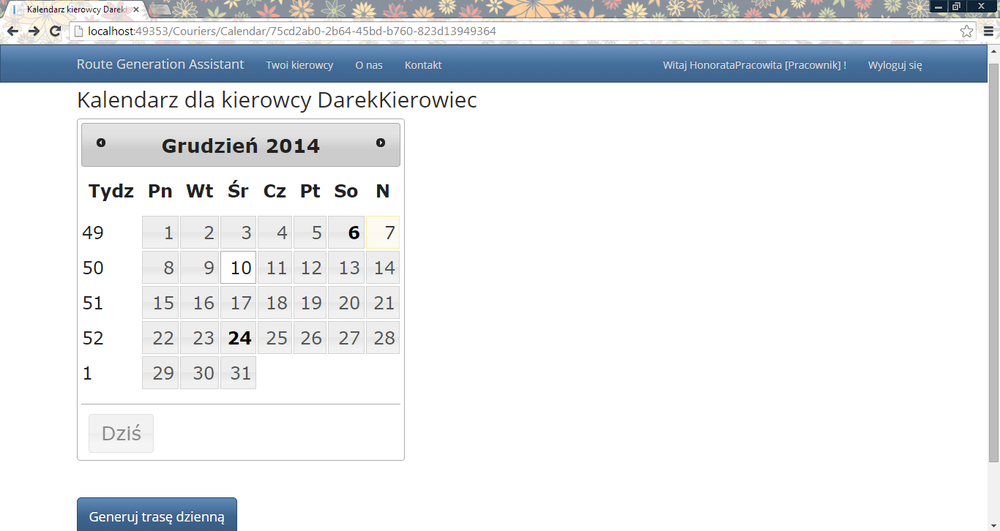 Kalendarz kierowcy Darek
localhost:49353/Couriers/Calendar/75cd2ab0-2b64-45bd-b760-823d13949364
Route Generation Assistant Twoi kierowcy O nas Kontakt Witaj HonorataPracowita [Pracownik] ! Wyloguj się
Kalendarz dla kierowcy DarekKierowiec
Grudzień 2014
Tydz Pn Wt Śr Cz Pt So N
49 1 2 3 4 5 6 7
50 8 9 10 11 12 13 14
51 15 16 17 18 19 20 21
52 22 23 24 25 26 27 28
1 29 30 31
Dziś
Generuj trasę dzienną